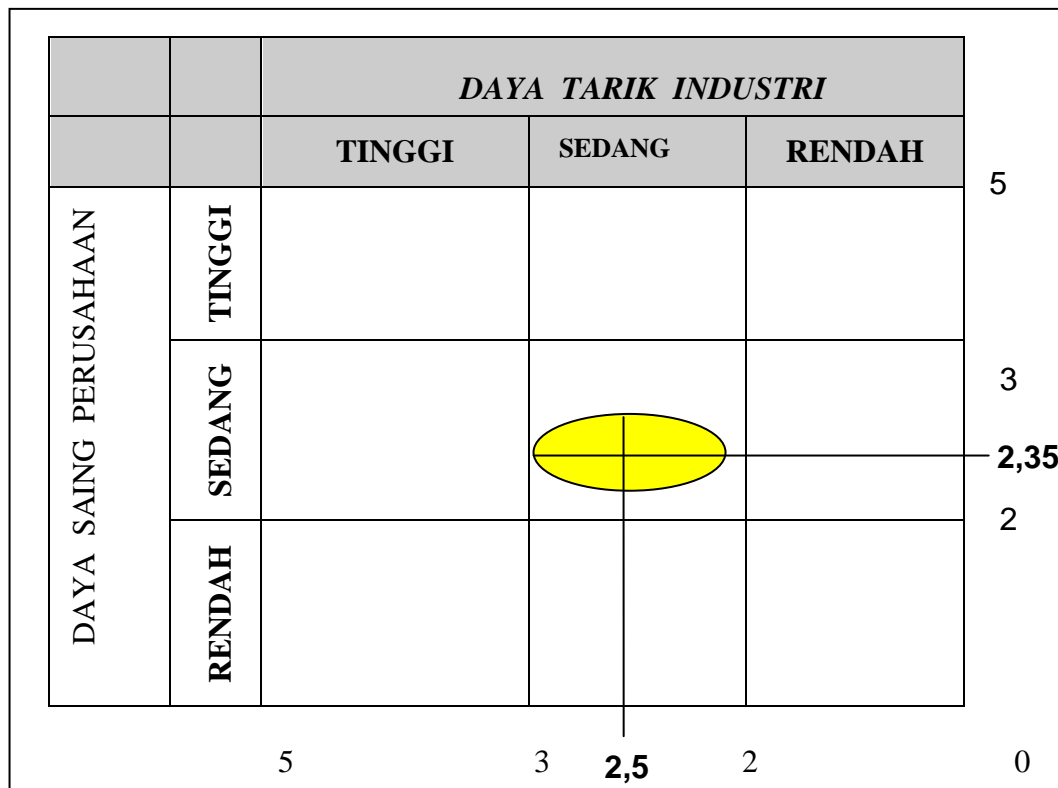 DAYA TARIK INDUSTRI
TINGGI SEDANG RENDAH
5
DAYA SAING PERUSAHAAN
TINGGI
SEDANG
3
2,35
2
RENDAH
5 3 2,5 2 0